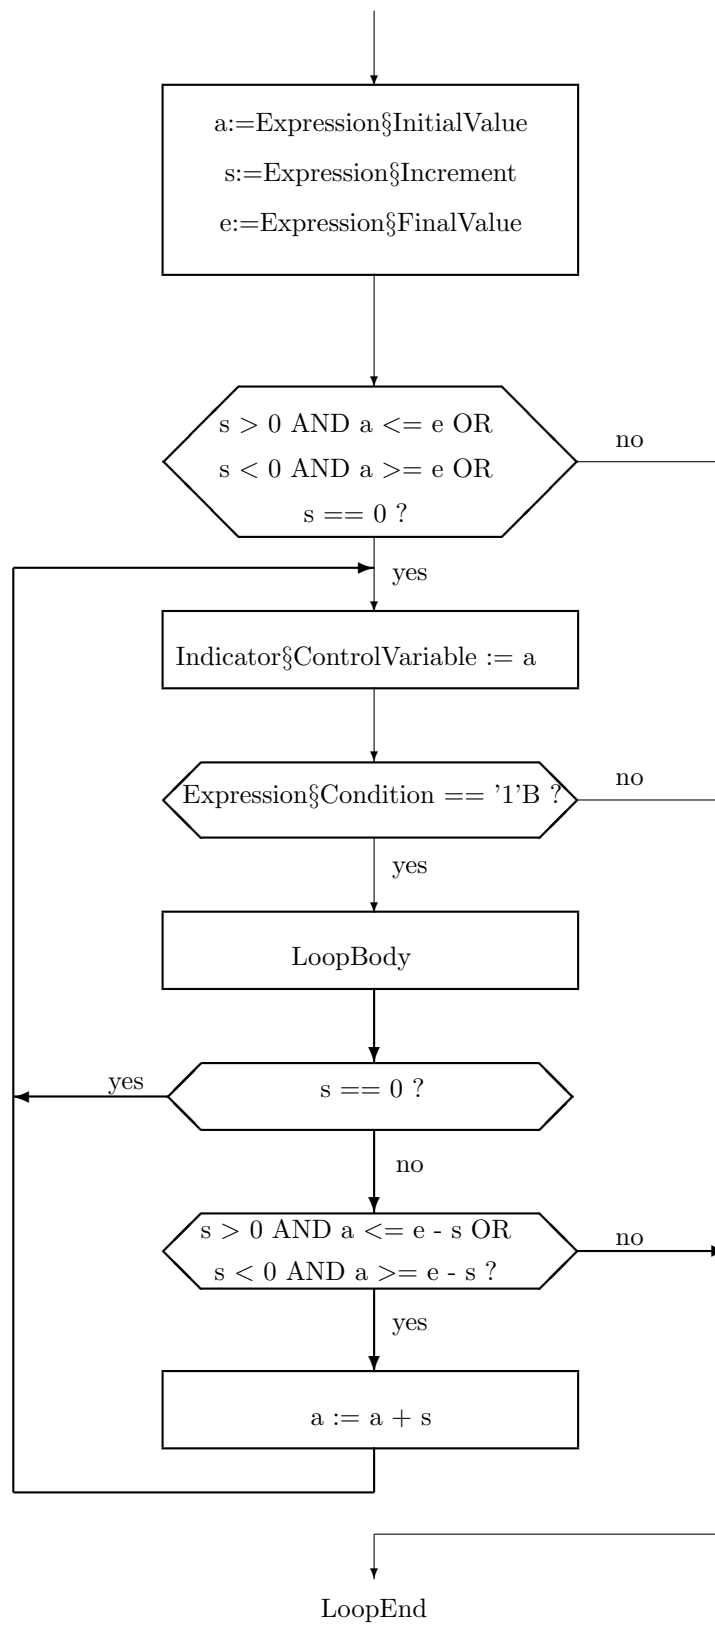 a:=Expression§InitialValue
s:=Expression§Increment
e:=Expression§FinalValue
s > 0 AND a <= e OR
no
s < 0 AND a >= e OR
s == 0 ?
yes
Indicator§ControlVariable := a
no
Expression§Condition == '1'B ?
yes
LoopBody
yes
s == 0 ?
no
s > 0 AND a <= e - s OR
no
s < 0 AND a >= e - s ?
yes
a := a + s
LoopEnd